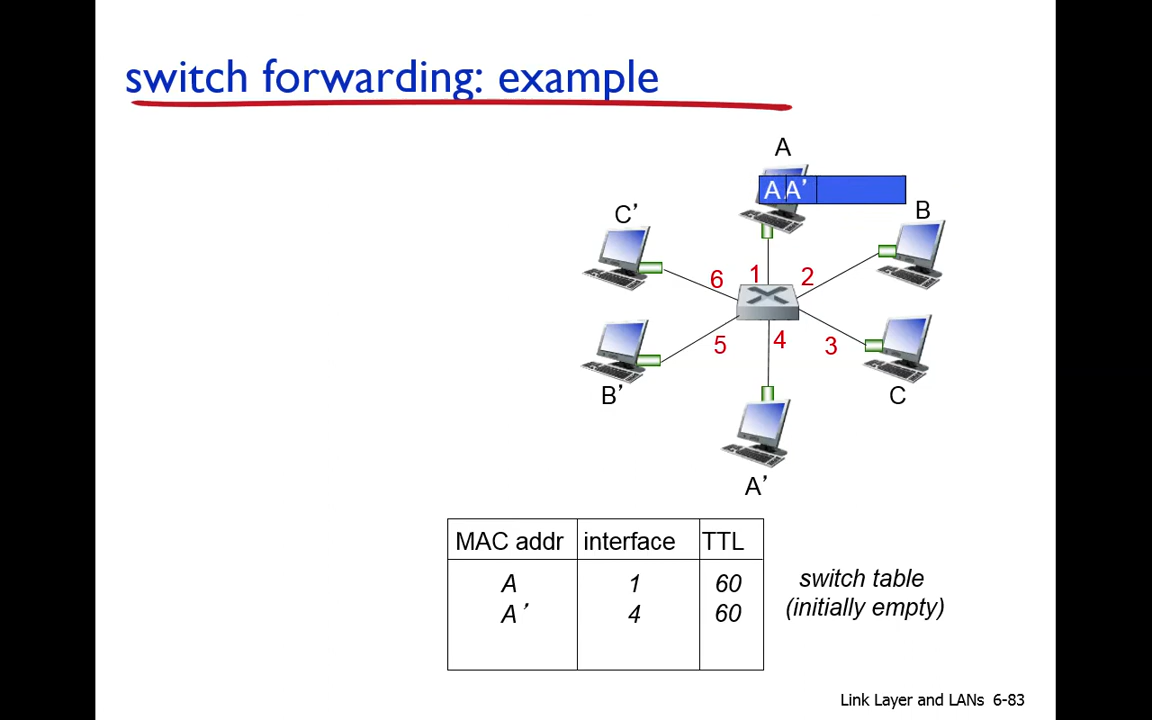 switch forwarding: example
A
A A’
B
C’
6 1 2
5 4 3
B’
C
A’
MAC addr interface TTL
A 1 60
A’ 4 60
switch table
(initially empty)
Link Layer and LANs 6-83